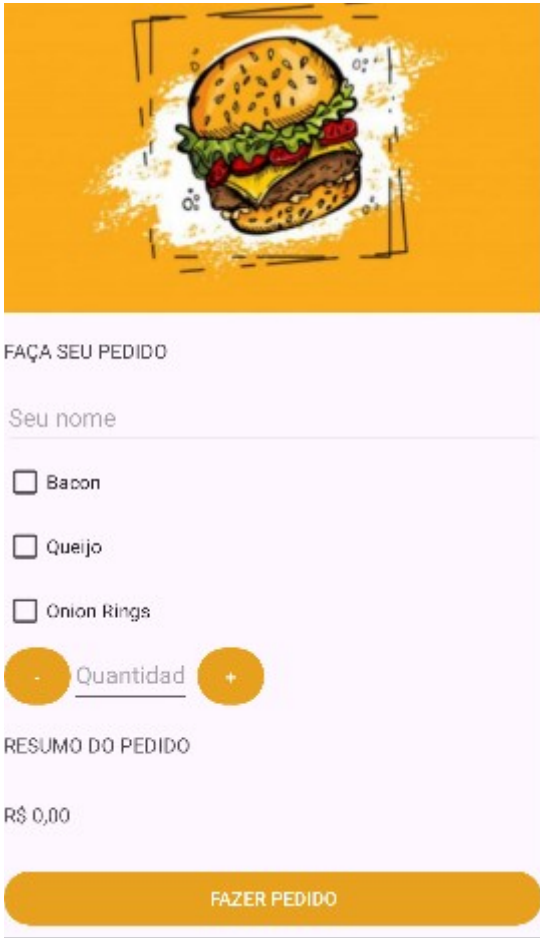 FAÇA SEU PEDIDO
Seu nome
Bacon
Queijo
Onion Rings
- Quantidad +
RESUMO DO PEDIDO
R$ 0,00
FAZER PEDIDO